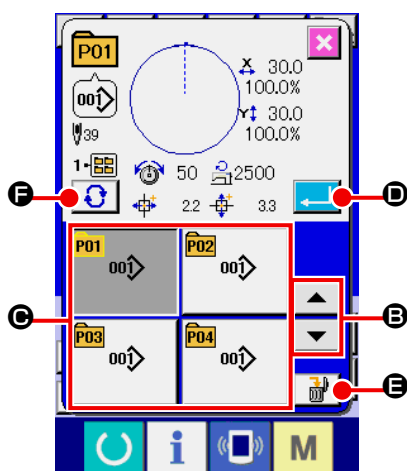 P01
X 30.0
100.0%
001
Y 30.0
100.0%
39
1-
50 2500
F
D
2.2 3.3
P01 P02
001 001
C
B
P03 P04
001 001
E
i M